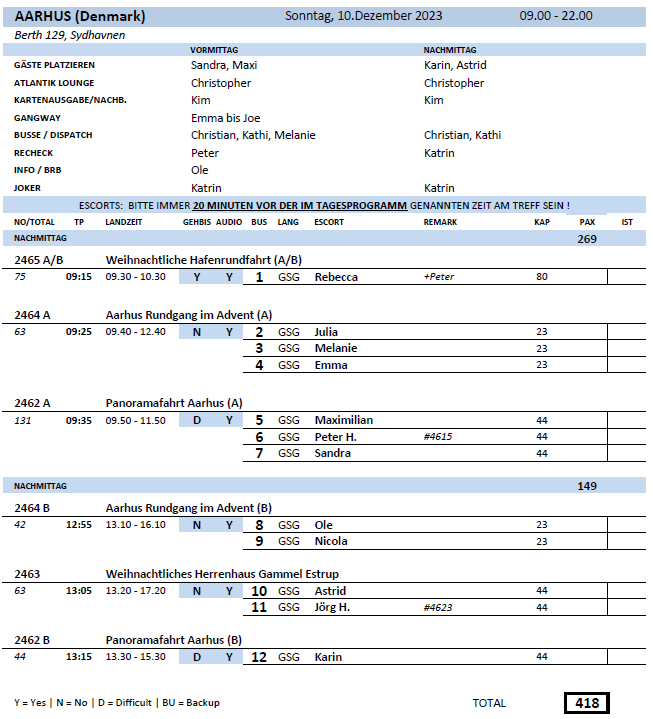 AARHUS (Denmark) Sonntag, 10.Dezember 2023 09.00 - 22.00
Berth 129, Sydhavnen
VORMITTAG NACHMITTAG
GÄSTE PLATZIEREN Sandra, Maxi Karin, Astrid
ATLANTIK LOUNGE Christopher Christopher
KARTENAUSGABE/NACHB. Kim Kim
GANGWAY Emma bis Joe
BUSSE / DISPATCH Christian, Kathi, Melanie Christian, Kathi
RECHECK Peter Katrin
INFO / BRB Ole
JOKER Katrin Katrin
ESCORTS: BITTE IMMER 20 MINUTEN VOR DER IM TAGESPROGRAMM GENANNTEN ZEIT AM TREFF SEIN !
NO/TOTAL TP LANDZEIT GEHBIS AUDIO BUS LANG ESCORT REMARK KAP PAX IST
NACHMITTAG 269
2465 A/B Weihnachtliche Hafenrundfahrt (A/B)
75 09:15 09.30 - 10.30 Y Y 1 GSG Rebecca +Peter 80
2464 A Aarhus Rundgang im Advent (A)
63 09:25 09.40 - 12.40 N Y 2 GSG Julia 23
3 GSG Melanie 23
4 GSG Emma 23
2462 A Panoramafahrt Aarhus (A)
131 09:35 09.50 - 11.50 D Y 5 GSG Maximilian 44
6 GSG Peter H. #4615 44
7 GSG Sandra 44
NACHMITTAG 149
2464 B Aarhus Rundgang im Advent (B)
42 12:55 13.10 - 16.10 N Y 8 GSG Ole 23
9 GSG Nicola 23
2463 Weihnachtliches Herrenhaus Gammel Estrup
63 13:05 13.20 - 17.20 N Y 10 GSG Astrid 44
11 GSG Jörg H. #4623 44
2462 B Panoramafahrt Aarhus (B)
44 13:15 13.30 - 15.30 D Y 12 GSG Karin 44
Y = Yes | N = No | D = Difficult | BU = Backup TOTAL 418